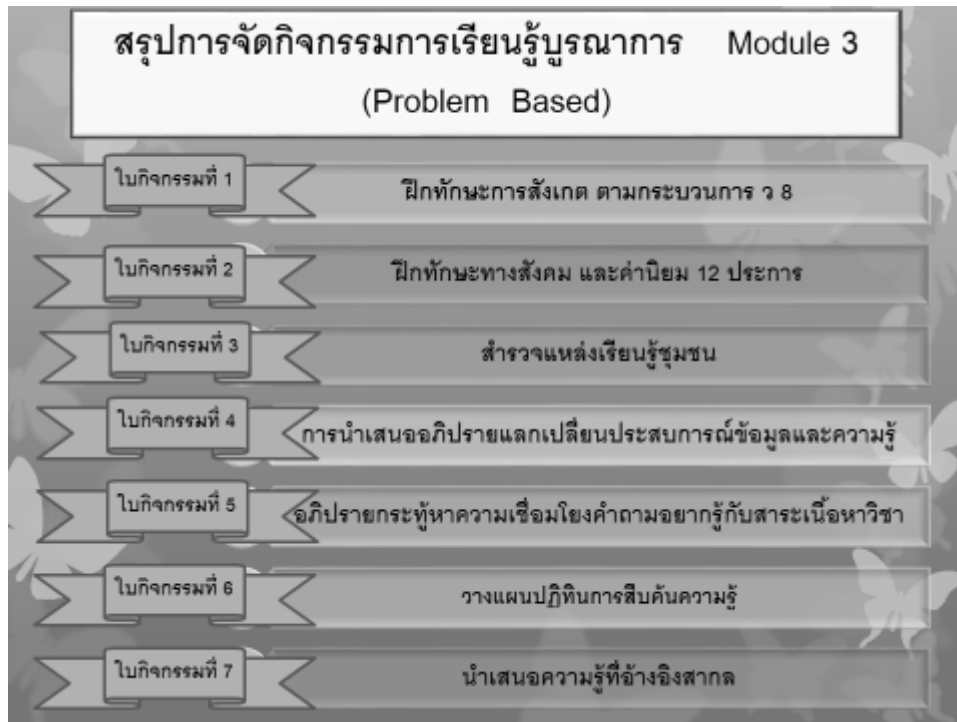 สรุปการจัดกิจกรรมการเรียนรู้บูรณาการ Module 3
(Problem Based)
ใบกิจกรรมที่ 1
ฝึกทักษะการสังเกต ตามกระบวนการ ว 8
ใบกิจกรรมที่ 2
ฝึกทักษะทางสังคม และค่านิยม 12 ประการ
ใบกิจกรรมที่ 3
สำรวจแหล่งเรียนรู้ชุมชน
ใบกิจกรรมที่ 4
การนำเสนออภิปรายแลกเปลี่ยนประสบการณ์ข้อมูลและความรู้
ใบกิจกรรมที่ 5
อภิปรายกระทู้หาความเชื่อมโยงคำถามอยากรู้กับสาระเนื้อหาวิชา
ใบกิจกรรมที่ 6
วางแผนปฏิทินการสืบค้นความรู้
ใบกิจกรรมที่ 7
นำเสนอความรู้ที่อ้างอิงสากล